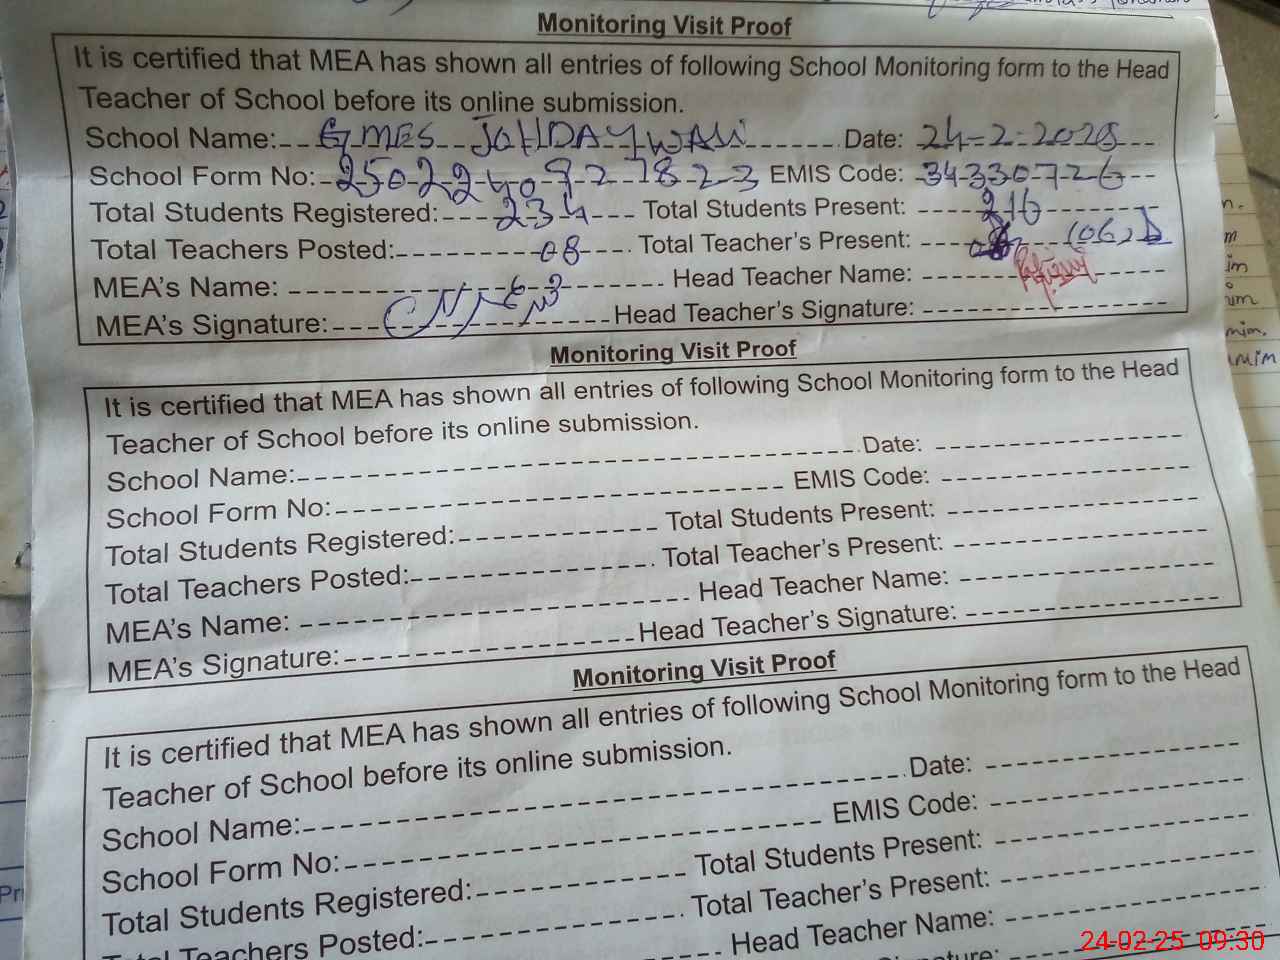 Monitoring Visit Proof
It is certified that MEA has shown all entries of following School Monitoring form to the Head
Teacher of School before its online submission.
School Name: GMES JAHDAYWALI Date: 24-2-2025
School Form No: 2502240927823 EMIS Code: 34330726
Total Students Registered: 234 Total Students Present: 216
Total Teachers Posted: 08 Total Teacher's Present: (06)
MEA's Name: Head Teacher Name:
MEA's Signature: Head Teacher's Signature:
Monitoring Visit Proof
It is certified that MEA has shown all entries of following School Monitoring form to the Head
Teacher of School before its online submission.
School Name: Date:
School Form No: EMIS Code:
Total Students Registered: Total Students Present:
Total Teachers Posted: Total Teacher's Present:
MEA's Name: Head Teacher Name:
MEA's Signature: Head Teacher's Signature:
Monitoring Visit Proof
It is certified that MEA has shown all entries of following School Monitoring form to the Head
Teacher of School before its online submission.
School Name: Date:
School Form No: EMIS Code:
Total Students Registered: Total Students Present:
Total Teachers Posted: Total Teacher's Present:
Head Teacher Name:
24-02-25 09:30